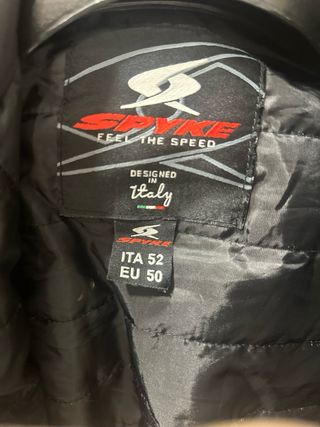 SPYKE
FEEL THE SPEED
DESIGNED
IN
Italy
SPYKE
ITA 52
EU 50